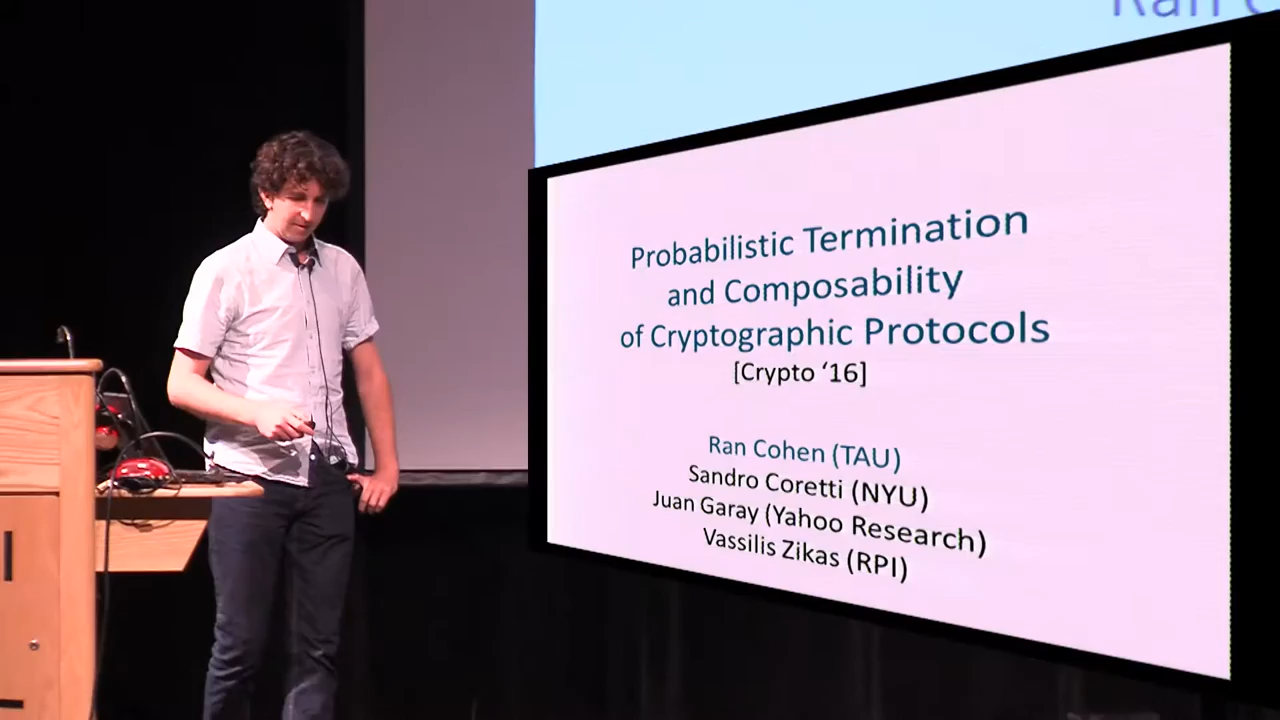 Ran C
Probabilistic Termination
and Composability
of Cryptographic Protocols
[Crypto ‘16]
Ran Cohen (TAU)
Sandro Coretti (NYU)
Juan Garay (Yahoo Research)
Vassilis Zikas (RPI)